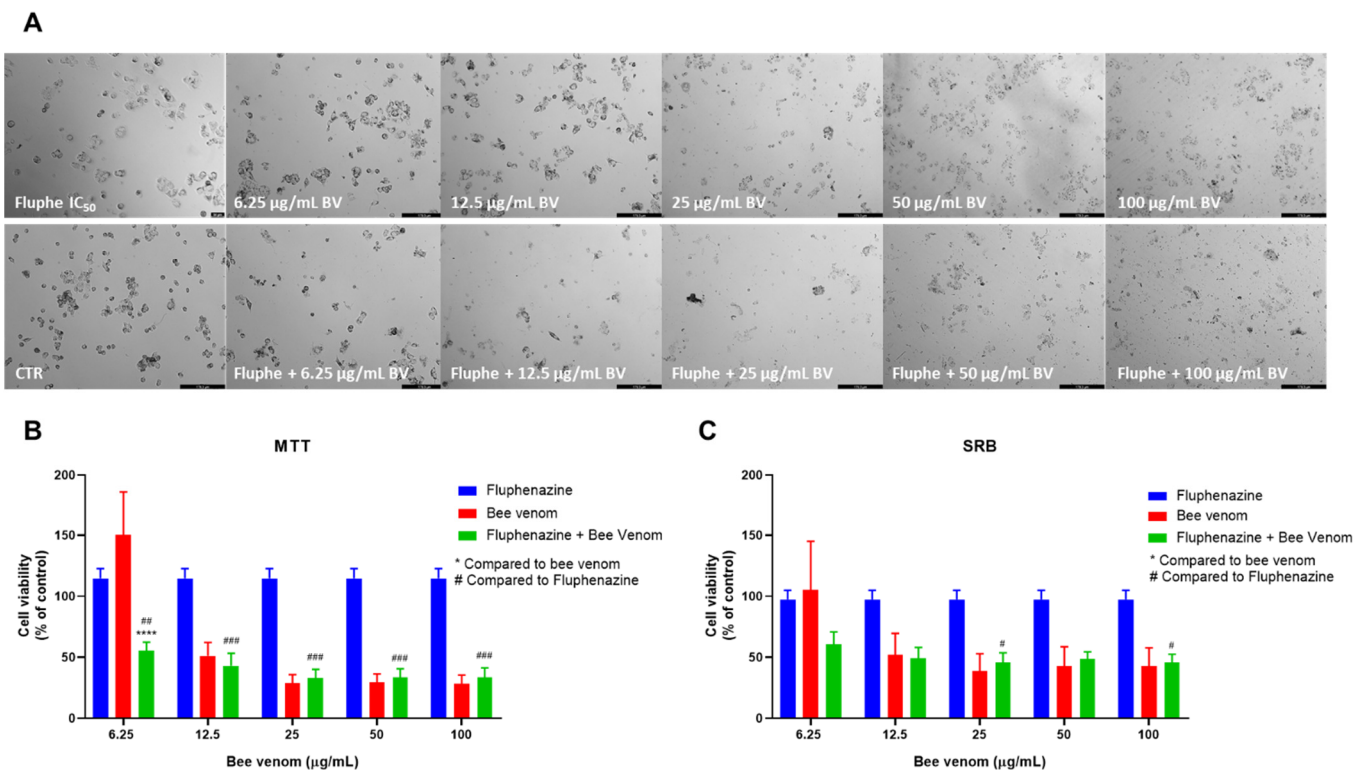 A
Fluphe IC₅₀
6.25 µg/mL BV
12.5 µg/mL BV
25 µg/mL BV
50 µg/mL BV
100 µg/mL BV
CTR
Fluphe + 6.25 µg/mL BV
Fluphe + 12.5 µg/mL BV
Fluphe + 25 µg/mL BV
Fluphe + 50 µg/mL BV
Fluphe + 100 µg/mL BV
B
MTT
Cell viability
(% of control)
200
150
100
50
0
##
****
###
###
###
###
6.25
12.5
25
50
100
Bee venom (µg/mL)
Fluphenazine
Bee venom
Fluphenazine + Bee Venom
* Compared to bee venom
# Compared to Fluphenazine
C
SRB
Cell viability
(% of control)
200
150
100
50
0
#
#
6.25
12.5
25
50
100
Bee venom (µg/mL)
Fluphenazine
Bee venom
Fluphenazine + Bee Venom
* Compared to bee venom
# Compared to Fluphenazine